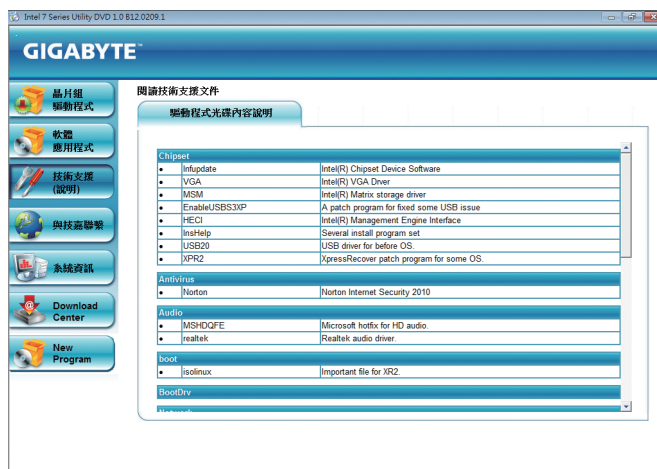 Intel 7 Series Utility DVD 1.0 B12.0209.1
GIGABYTE™
晶片組
驅動程式
軟體
應用程式
技術支援
(說明)
與技嘉聯繫
系統資訊
Download
Center
New
Program
閱讀技術支援文件
驅動程式光碟內容說明
Chipset
• Infupdate Intel(R) Chipset Device Software
• VGA Intel(R) VGA Drver
• MSM Intel(R) Matrix storage driver
• EnableUSBS3XP A patch program for fixed some USB issue
• HECI Intel(R) Management Engine Interface
• InsHelp Several install program set
• USB20 USB driver for before OS.
• XPR2 XpressRecover patch program for some OS.
Antivirus
• Norton Norton Internet Security 2010
Audio
• MSHDQFE Microsoft hotfix for HD audio.
• realtek Realtek audio driver.
boot
• isolinux Important file for XR2.
BootDrv